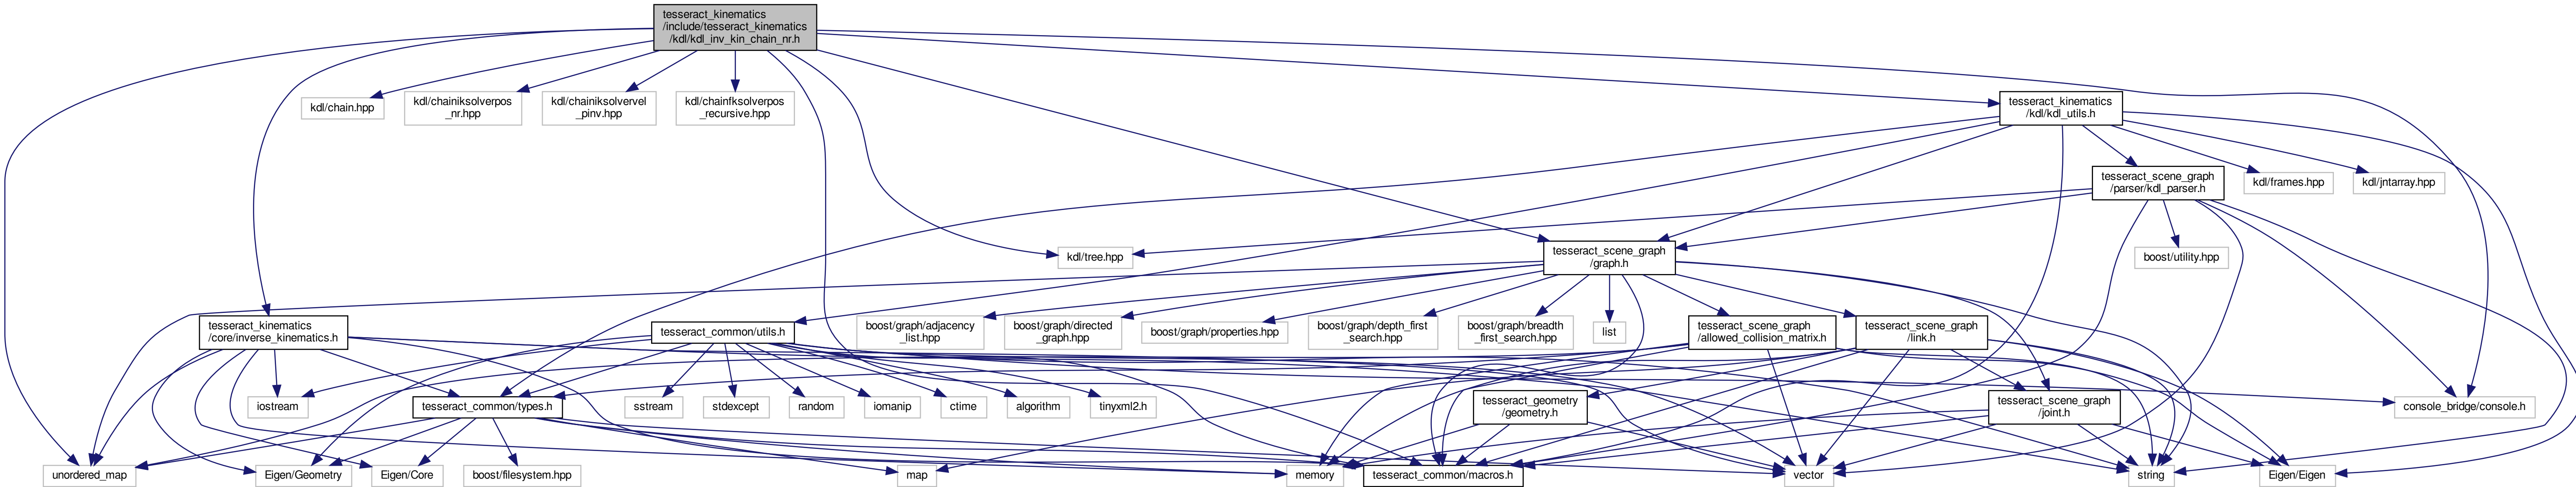 tesseract_kinematics
/include/tesseract_kinematics
/kdl/kdl_inv_kin_chain_nr.h
kdl/chain.hpp
kdl/chainiksolverpos
_nr.hpp
kdl/chainiksolvervel
_pinv.hpp
kdl/chainfksolverpos
_recursive.hpp
tesseract_kinematics
/kdl/kdl_utils.h
tesseract_scene_graph
/parser/kdl_parser.h
kdl/frames.hpp
kdl/jntarray.hpp
kdl/tree.hpp
tesseract_scene_graph
/graph.h
boost/utility.hpp
tesseract_kinematics
/core/inverse_kinematics.h
tesseract_common/utils.h
boost/graph/adjacency
_list.hpp
boost/graph/directed
_graph.hpp
boost/graph/properties.hpp
boost/graph/depth_first
_search.hpp
boost/graph/breadth
_first_search.hpp
list
tesseract_scene_graph
/allowed_collision_matrix.h
tesseract_scene_graph
/link.h
iostream
tesseract_common/types.h
sstream
stdexcept
random
iomanip
ctime
algorithm
tinyxml2.h
tesseract_geometry
/geometry.h
tesseract_scene_graph
/joint.h
console_bridge/console.h
unordered_map
Eigen/Geometry
Eigen/Core
boost/filesystem.hpp
map
memory
tesseract_common/macros.h
vector
string
Eigen/Eigen